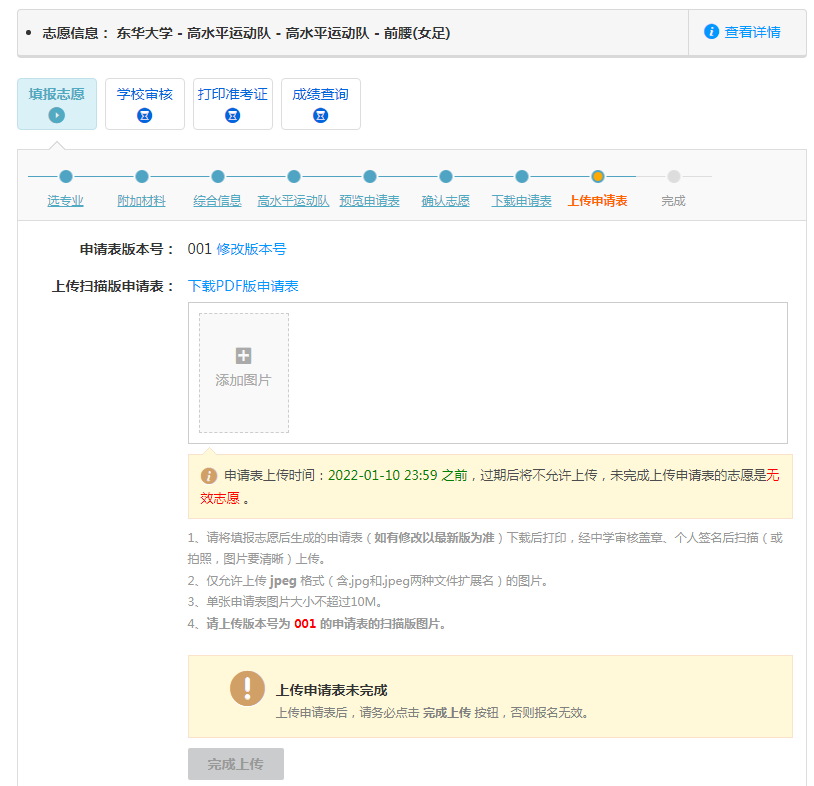 志愿信息： 东华大学 - 高水平运动队 - 高水平运动队 - 前腰(女足)
查看详情
填报志愿
学校审核
打印准考证
成绩查询
选专业
附加材料
综合信息
高水平运动队
预览申请表
确认志愿
下载申请表
上传申请表
完成
申请表版本号： 001 修改版本号
上传扫描版申请表： 下载PDF版申请表
添加图片
申请表上传时间：2022-01-10 23:59 之前，过期后将不允许上传，未完成上传申请表的志愿是无
效志愿 。
1、请将填报志愿后生成的申请表（如有修改以最新版为准）下载后打印，经中学审核盖章、个人签名后扫描（或
拍照，图片要清晰）上传。
2、仅允许上传 jpeg 格式（含.jpg和.jpeg两种文件扩展名）的图片。
3、单张申请表图片大小不超过10M。
4、请上传版本号为 001 的申请表的扫描版图片。
上传申请表未完成
上传申请表后，请务必点击 完成上传 按钮，否则报名无效。
完成上传